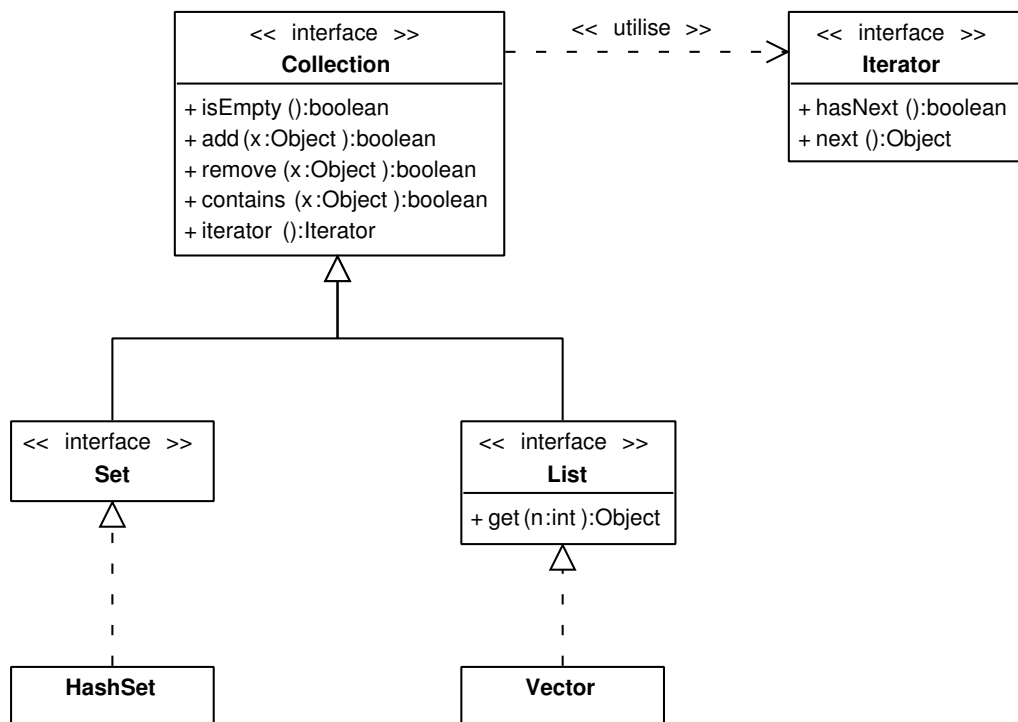 << interface >>
Collection
+ isEmpty ():boolean
+ add (x:Object ):boolean
+ remove (x:Object ):boolean
+ contains (x:Object ):boolean
+ iterator ():Iterator
<< utilise >>
<< interface >>
Iterator
+ hasNext ():boolean
+ next ():Object
<< interface >>
Set
<< interface >>
List
+ get (n:int ):Object
HashSet
Vector